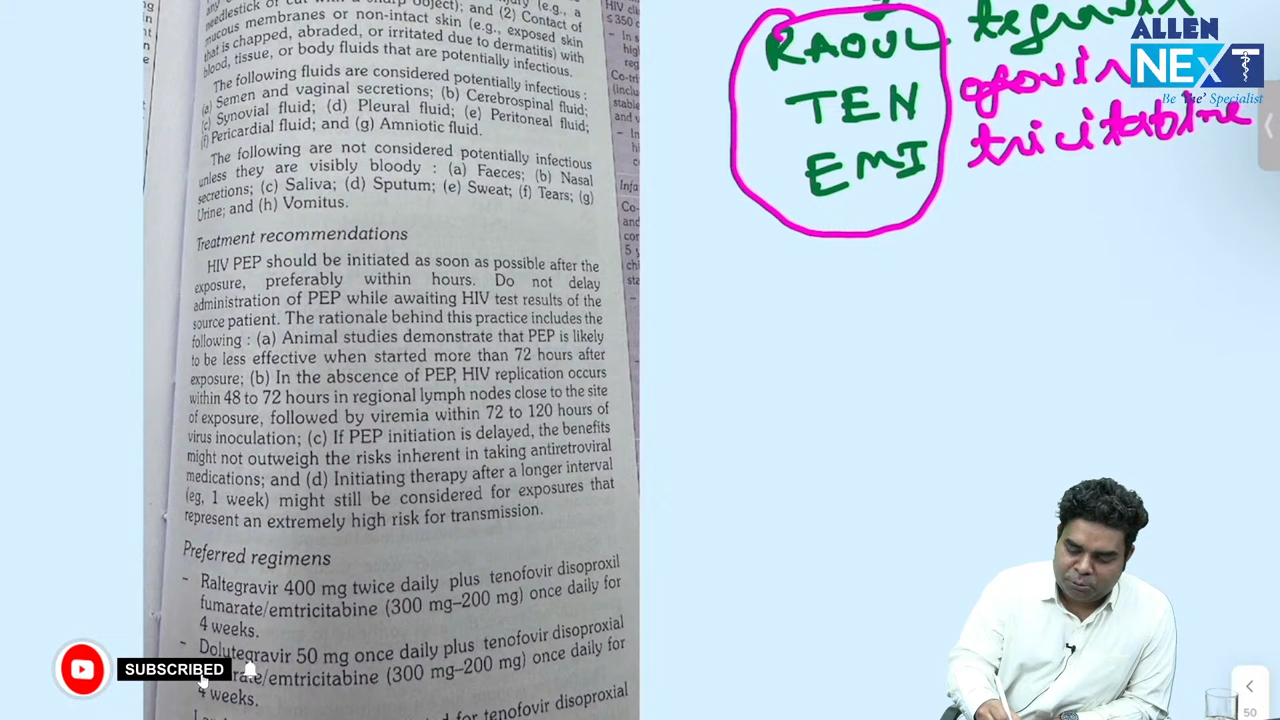 jury (e.g., a
needlestick or cut with a sharp object); and (2) Contact of
mucous membranes or non-intact skin (e.g., exposed skin
that is chapped, abraded, or irritated due to dermatitis) with
blood, tissue, or body fluids that are potentially infectious.
The following fluids are considered potentially infectious :
(a) Semen and vaginal secretions; (b) Cerebrospinal fluid;
(c) Synovial fluid; (d) Pleural fluid; (e) Peritoneal fluid;
(f) Pericardial fluid; and (g) Amniotic fluid.
The following are not considered potentially infectious
unless they are visibly bloody : (a) Faeces; (b) Nasal
secretions; (c) Saliva; (d) Sputum; (e) Sweat; (f) Tears; (g)
Urine; and (h) Vomitus.
Treatment recommendations
HIV PEP should be initiated as soon as possible after the
exposure, preferably within hours. Do not delay
administration of PEP while awaiting HIV test results of the
source patient. The rationale behind this practice includes the
following : (a) Animal studies demonstrate that PEP is likely
to be less effective when started more than 72 hours after
exposure; (b) In the abscence of PEP, HIV replication occurs
within 48 to 72 hours in regional lymph nodes close to the site
of exposure, followed by viremia within 72 to 120 hours of
virus inoculation; (c) If PEP initiation is delayed, the benefits
might not outweigh the risks inherent in taking antiretroviral
medications; and (d) Initiating therapy after a longer interval
(eg, 1 week) might still be considered for exposures that
represent an extremely high risk for transmission.
Preferred regimens
- Raltegravir 400 mg twice daily plus tenofovir disoproxil
fumarate/emtricitabine (300 mg–200 mg) once daily for
4 weeks.
- Dolutegravir 50 mg once daily plus tenofovir disoproxial
rate/emtricitabine (300 mg–200 mg) once daily for
weeks.
for tenofovir disoproxial
HIV
≤ 350
RAOUL tegravir
TEN ofovir
EMI tricitabine
ALLEN
NEXT
Be 'the' Specialist
SUBSCRIBED
50